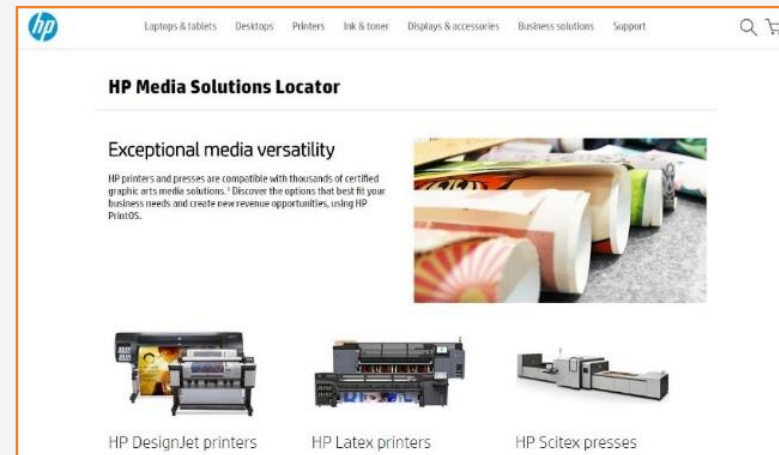 hp
Laptops & tablets Desktops Printers Ink & toner Displays & accessories Business solutions Support
HP Media Solutions Locator
Exceptional media versatility
HP printers and presses are compatible with thousands of certified
graphic arts media solutions.¹ Discover the options that best fit your
business needs and create new revenue opportunities, using HP
PrintOS.
HP DesignJet printers HP Latex printers HP Scitex presses